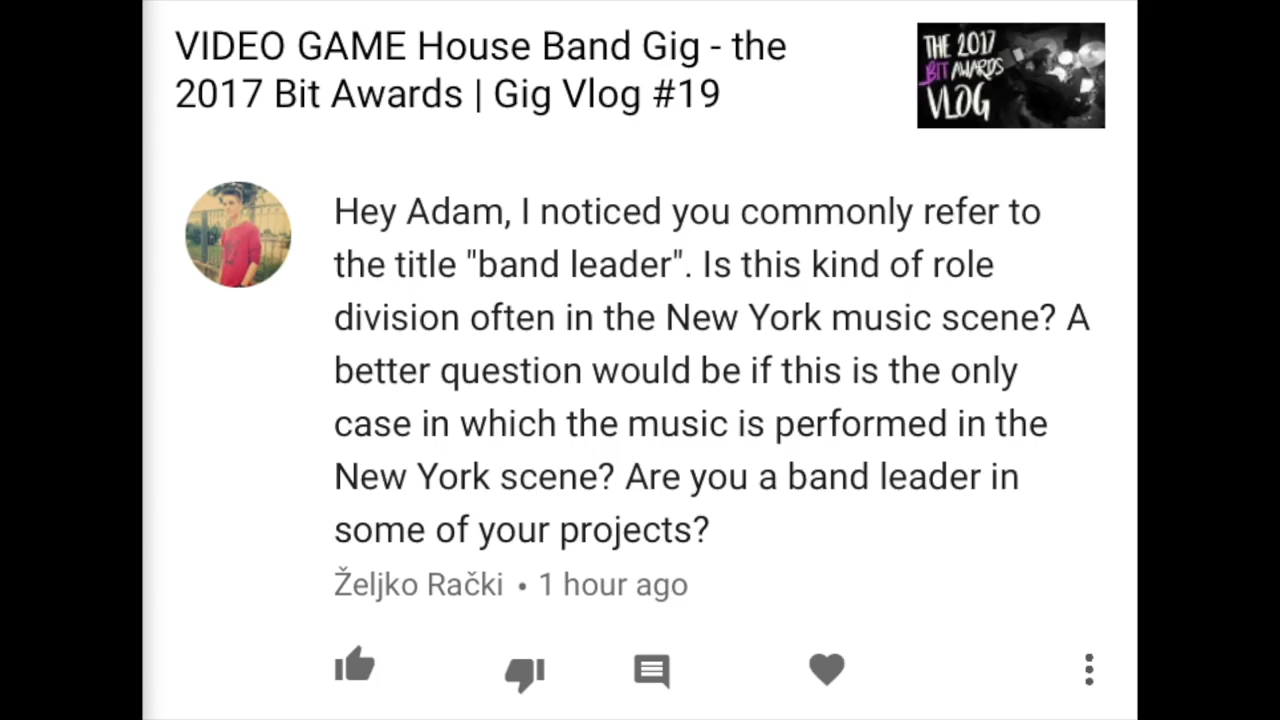 VIDEO GAME House Band Gig - the
2017 Bit Awards | Gig Vlog #19
THE 2017
BIT AWARDS
VLOG
Hey Adam, I noticed you commonly refer to
the title "band leader". Is this kind of role
division often in the New York music scene? A
better question would be if this is the only
case in which the music is performed in the
New York scene? Are you a band leader in
some of your projects?
Željko Rački • 1 hour ago